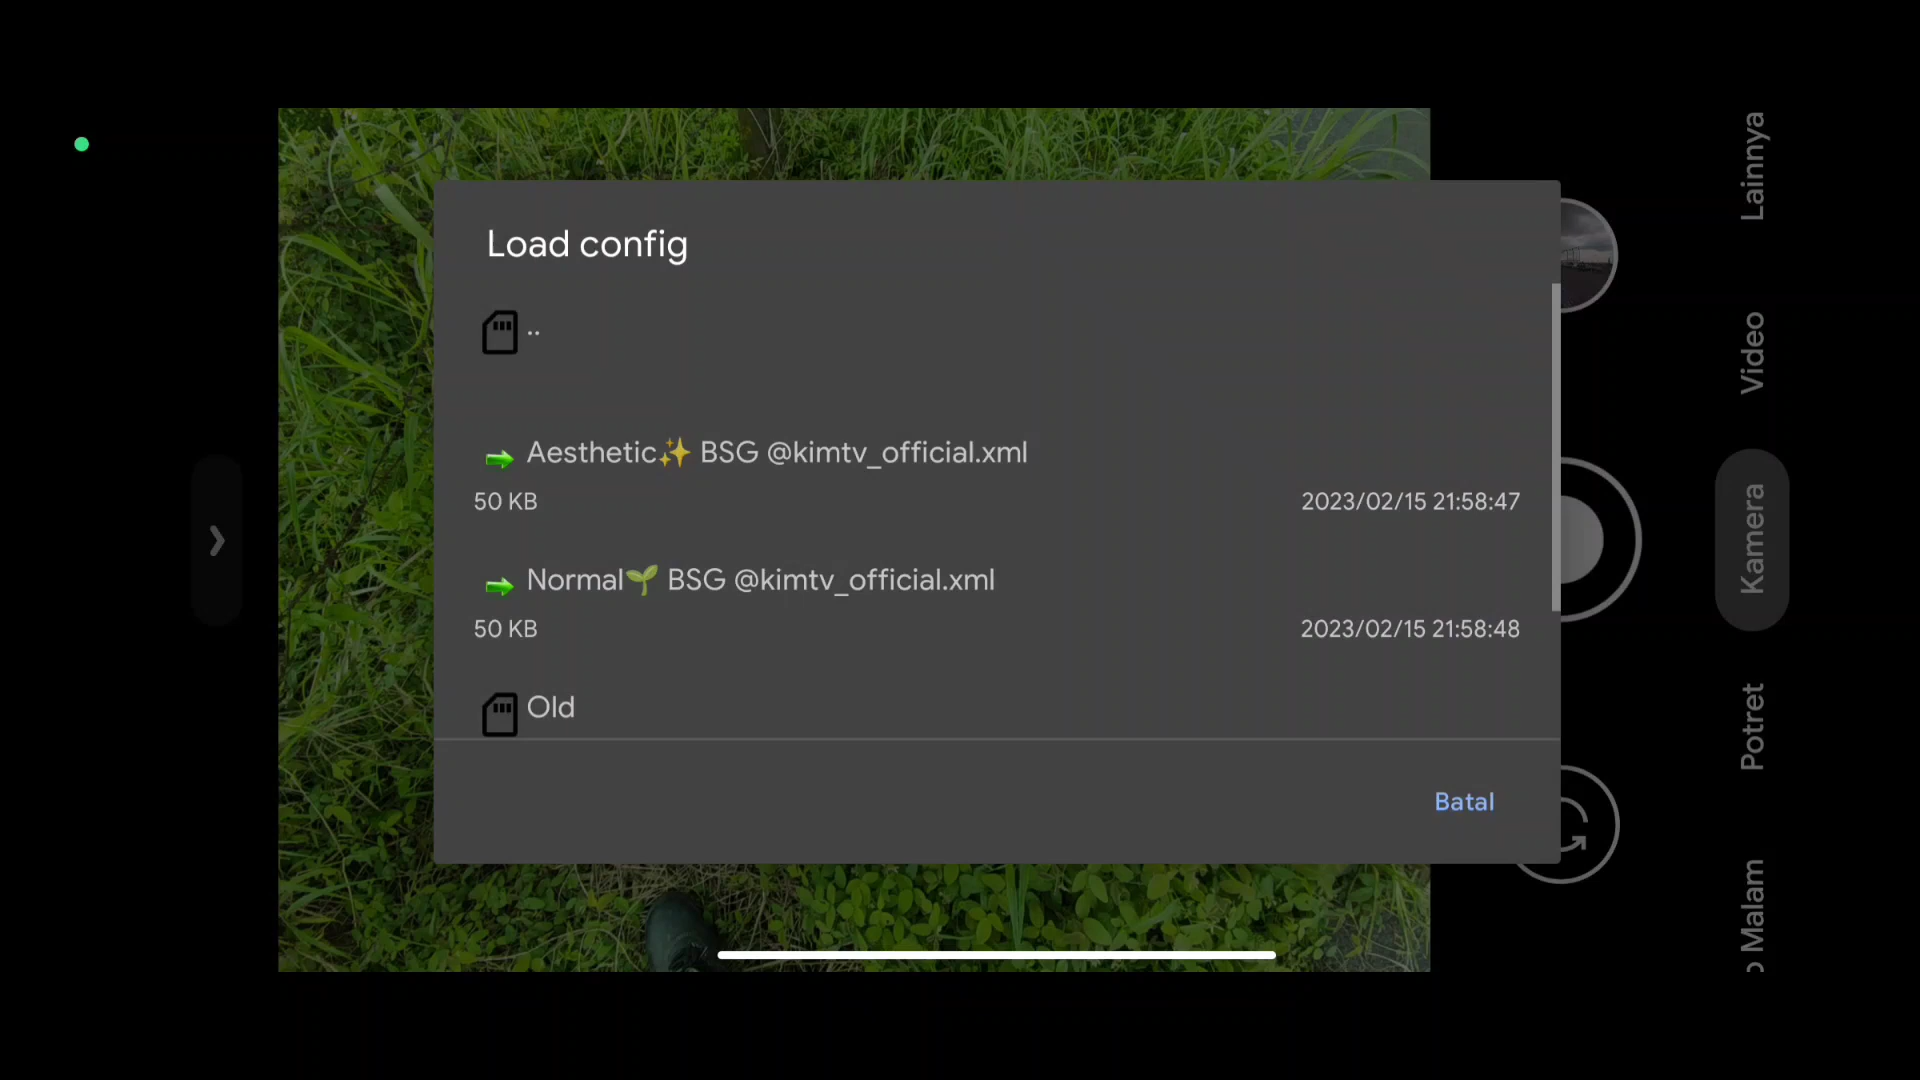 Load config
..
Aesthetic✨ BSG @kimtv_official.xml
50 KB
2023/02/15 21:58:47
Normal🌱 BSG @kimtv_official.xml
50 KB
2023/02/15 21:58:48
Old
Batal
Lainnya
Video
Kamera
Potret
Malam